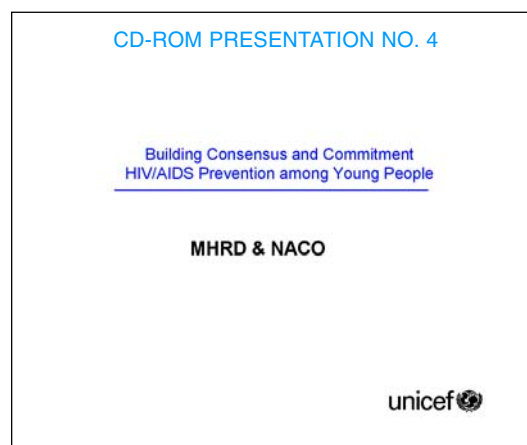 CD-ROM PRESENTATION NO. 4
Building Consensus and Commitment
HIV/AIDS Prevention among Young People
MHRD & NACO
unicef